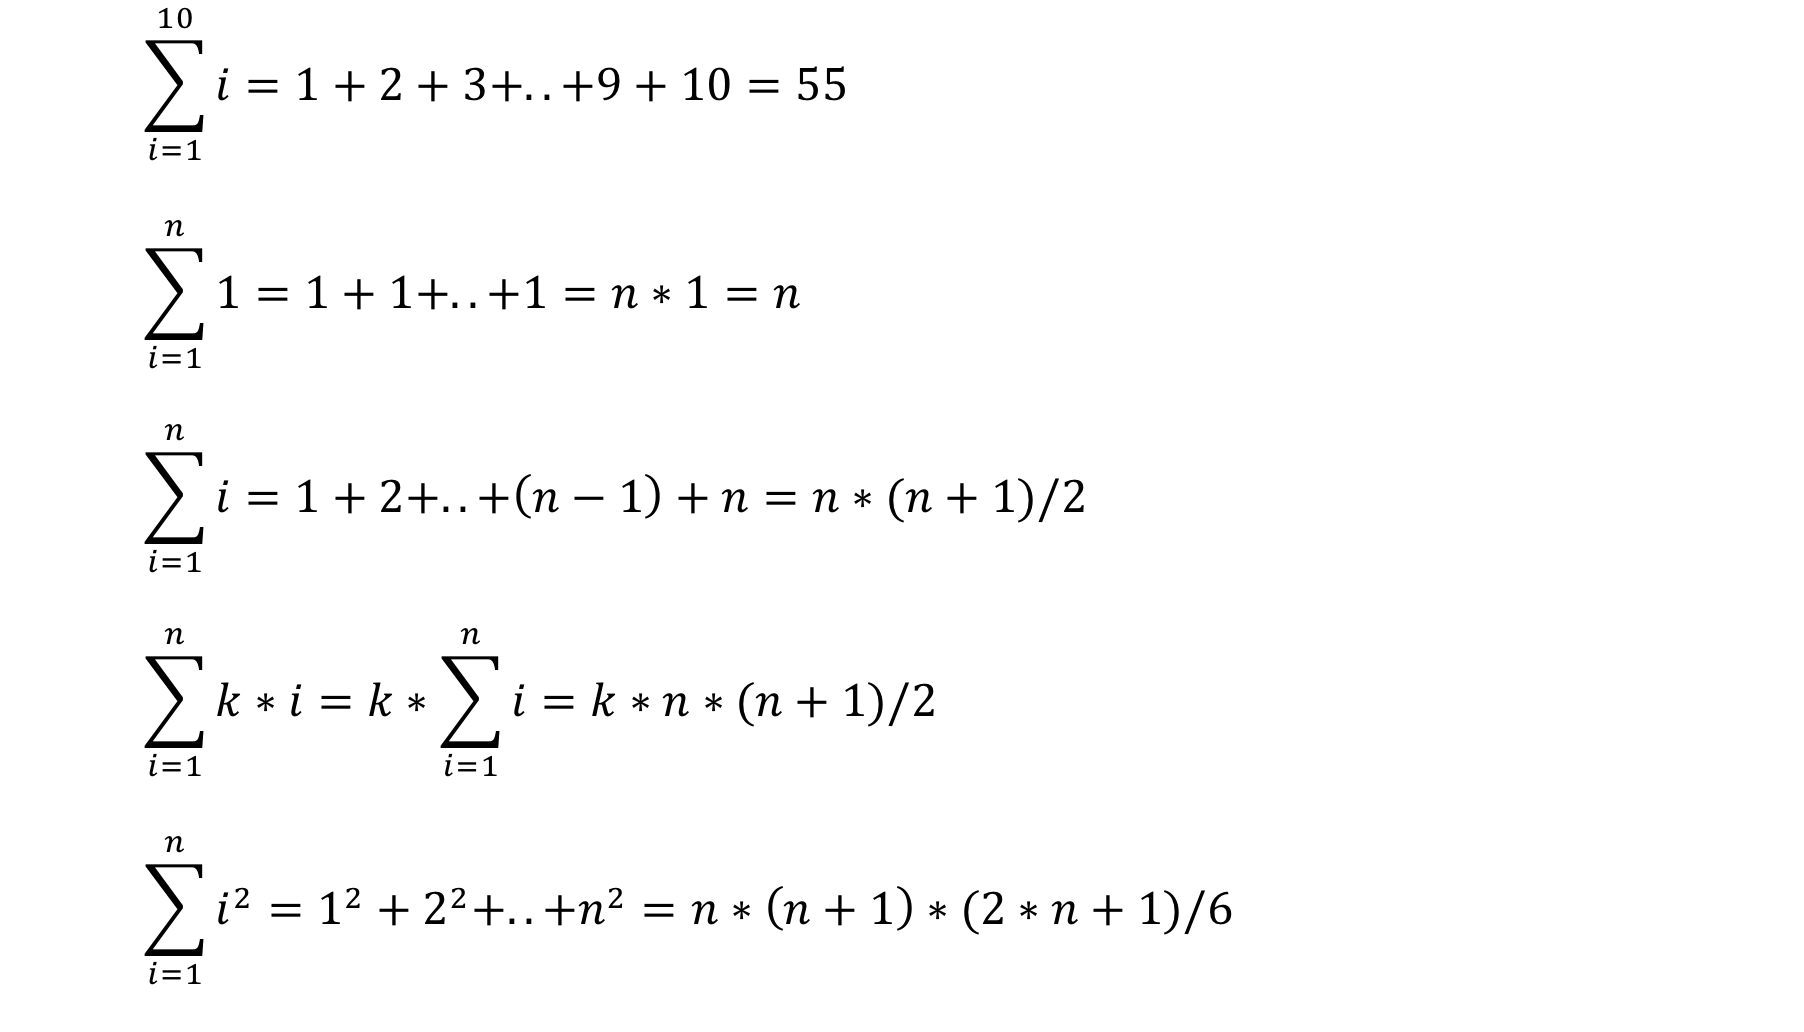 ∑_{i=1}^{10} i = 1 + 2 + 3+. . +9 + 10 = 55
∑_{i=1}^{n} 1 = 1 + 1+. . +1 = n ∗ 1 = n
∑_{i=1}^{n} i = 1 + 2+. . +(n − 1) + n = n ∗ (n + 1)/2
∑_{i=1}^{n} k ∗ i = k ∗ ∑_{i=1}^{n} i = k ∗ n ∗ (n + 1)/2
∑_{i=1}^{n} i² = 1² + 2²+. . +n² = n ∗ (n + 1) ∗ (2 ∗ n + 1)/6